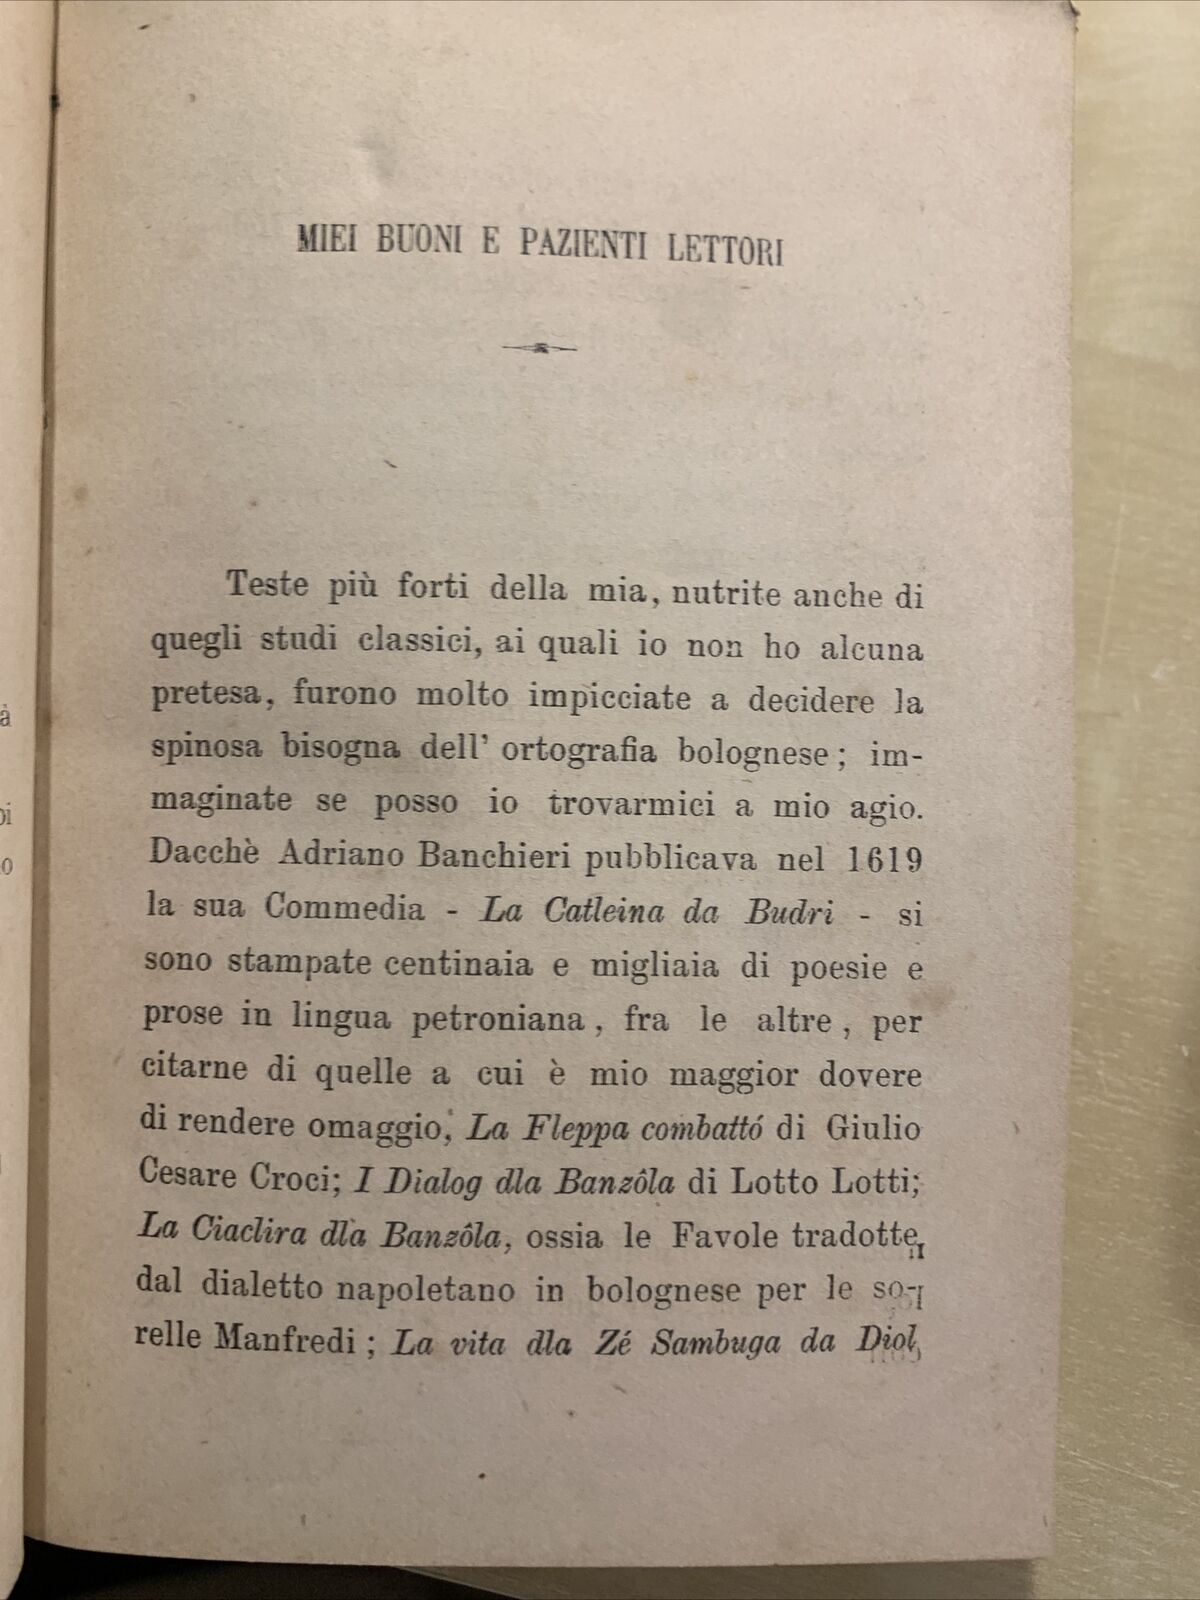 MIEI BUONI E PAZIENTI LETTORI
Teste più forti della mia, nutrite anche di
quegli studi classici, ai quali io non ho alcuna
pretesa, furono molto impicciate a decidere la
spinosa bisogna dell' ortografia bolognese; im-
maginate se posso io trovarmici a mio agio.
Dacchè Adriano Banchieri pubblicava nel 1619
la sua Commedia - La Catleina da Budri - si
sono stampate centinaia e migliaia di poesie e
prose in lingua petroniana, fra le altre, per
citarne di quelle a cui è mio maggior dovere
di rendere omaggio, La Fleppa combattó di Giulio
Cesare Croci; I Dialog dla Banzôla di Lotto Lotti;
La Ciaclira dla Banzôla, ossia le Favole tradotte
dal dialetto napoletano in bolognese per le so-
relle Manfredi; La vita dla Zé Sambuga da Diol
à